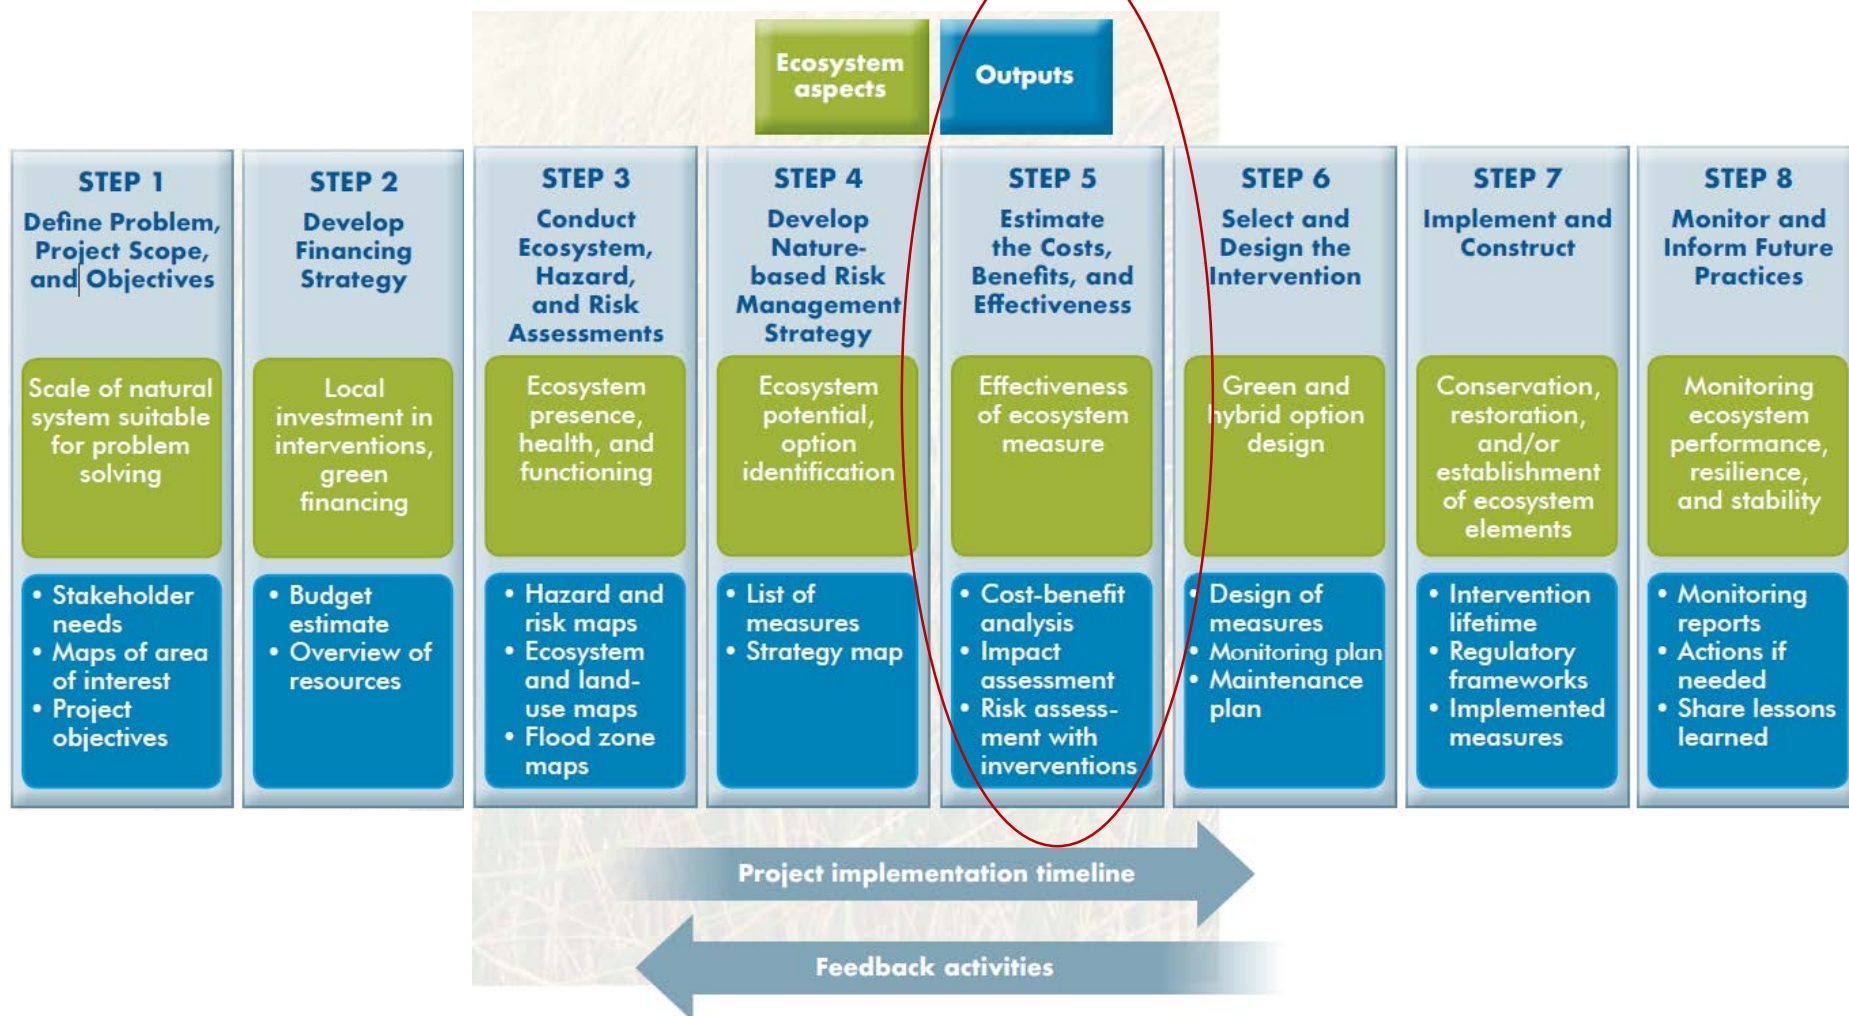 Ecosystem
aspects
Outputs
STEP 1
Define Problem,
Project Scope,
and Objectives
Scale of natural
system suitable
for problem
solving
• Stakeholder
needs
• Maps of area
of interest
• Project
objectives
STEP 2
Develop
Financing
Strategy
Local
investment in
interventions,
green
financing
• Budget
estimate
• Overview of
resources
STEP 3
Conduct
Ecosystem,
Hazard,
and Risk
Assessments
Ecosystem
presence,
health, and
functioning
• Hazard and
risk maps
• Ecosystem
and land-
use maps
• Flood zone
maps
STEP 4
Develop
Nature-
based Risk
Management
Strategy
Ecosystem
potential,
option
identification
• List of
measures
• Strategy map
STEP 5
Estimate
the Costs,
Benefits, and
Effectiveness
Effectiveness
of ecosystem
measure
• Cost-benefit
analysis
• Impact
assessment
• Risk assess-
ment with
inverventions
STEP 6
Select and
Design the
Intervention
Green and
hybrid option
design
• Design of
measures
• Monitoring plan
• Maintenance
plan
STEP 7
Implement and
Construct
Conservation,
restoration,
and/or
establishment
of ecosystem
elements
• Intervention
lifetime
• Regulatory
frameworks
• Implemented
measures
STEP 8
Monitor and
Inform Future
Practices
Monitoring
ecosystem
performance,
resilience,
and stability
• Monitoring
reports
• Actions if
needed
• Share lessons
learned
Project implementation timeline
Feedback activities